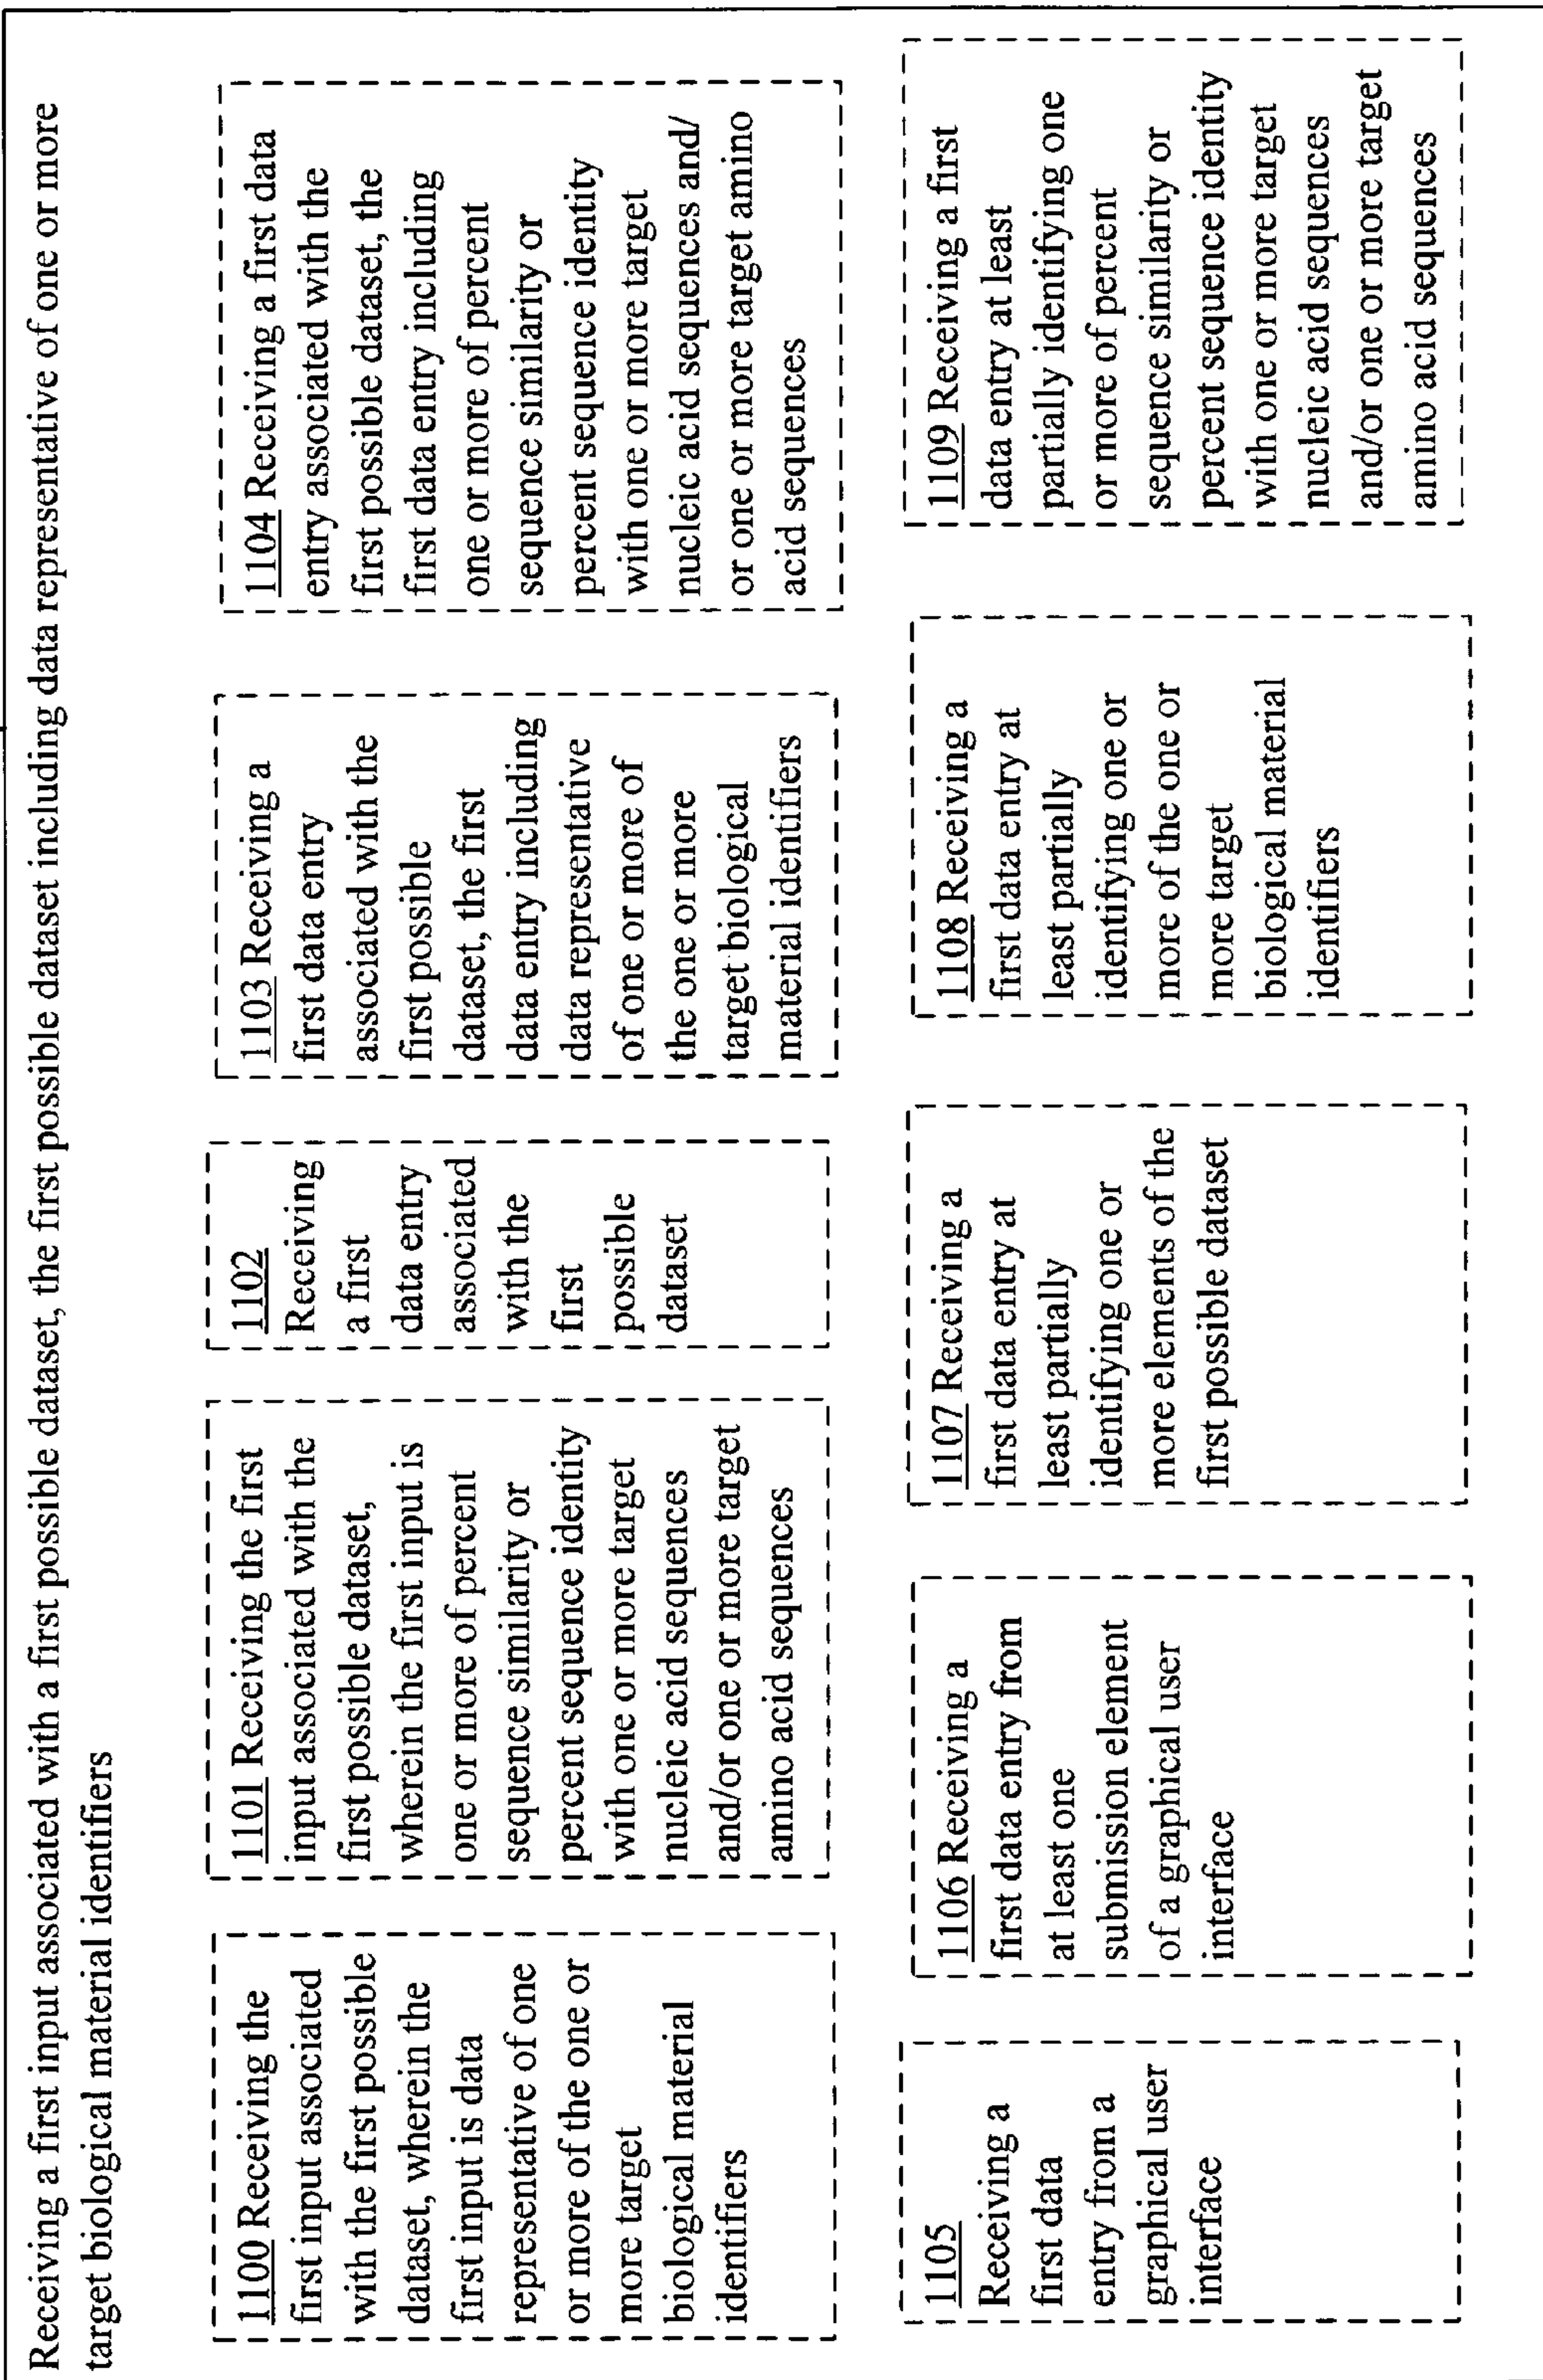 Receiving a first input associated with a first possible dataset, the first possible dataset including data representative of one or more
target biological material identifiers
1100 Receiving the
first input associated
with the first possible
dataset, wherein the
first input is data
representative of one
or more of the one or
more target
biological material
identifiers
1101 Receiving the first
input associated with the
first possible dataset,
wherein the first input is
one or more of percent
sequence similarity or
percent sequence identity
with one or more target
nucleic acid sequences
and/or one or more target
amino acid sequences
1102
Receiving
a first
data entry
associated
with the
first
possible
dataset
1103 Receiving a
first data entry
associated with the
first possible
dataset, the first
data entry including
data representative
of one or more of
the one or more
target biological
material identifiers
1104 Receiving a first data
entry associated with the
first possible dataset, the
first data entry including
one or more of percent
sequence similarity or
percent sequence identity
with one or more target
nucleic acid sequences and/
or one or more target amino
acid sequences
1105
Receiving a
first data
entry from a
graphical user
interface
1106 Receiving a
first data entry from
at least one
submission element
of a graphical user
interface
1107 Receiving a
first data entry at
least partially
identifying one or
more elements of the
first possible dataset
1108 Receiving a
first data entry at
least partially
identifying one or
more of the one or
more target
biological material
identifiers
1109 Receiving a first
data entry at least
partially identifying one
or more of percent
sequence similarity or
percent sequence identity
with one or more target
nucleic acid sequences
and/or one or more target
amino acid sequences